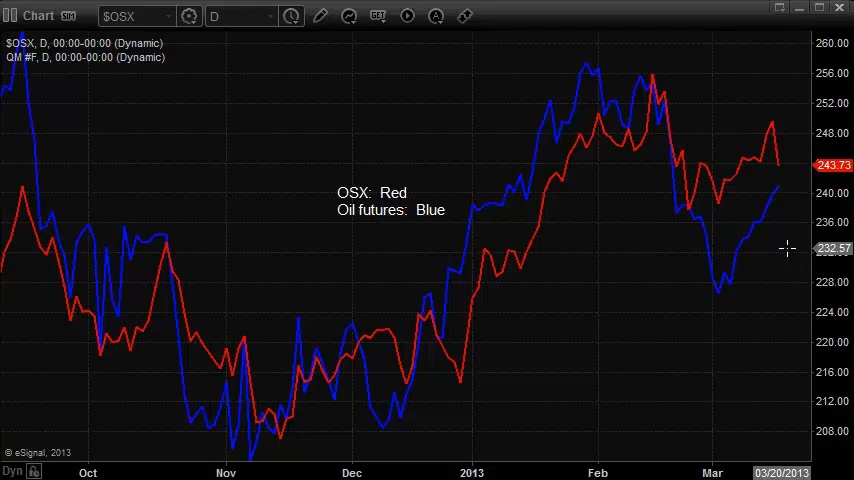 Chart SIM $OSX D GET A
$OSX, D, 00:00-00:00 (Dynamic)
QM #F, D, 00:00-00:00 (Dynamic)
260.00
256.00
252.00
248.00
243.73
240.00
236.00
232.57
228.00
224.00
220.00
216.00
212.00
208.00
OSX: Red
Oil futures: Blue
© eSignal, 2013
Dyn Oct Nov Dec 2013 Feb Mar 03/20/2013